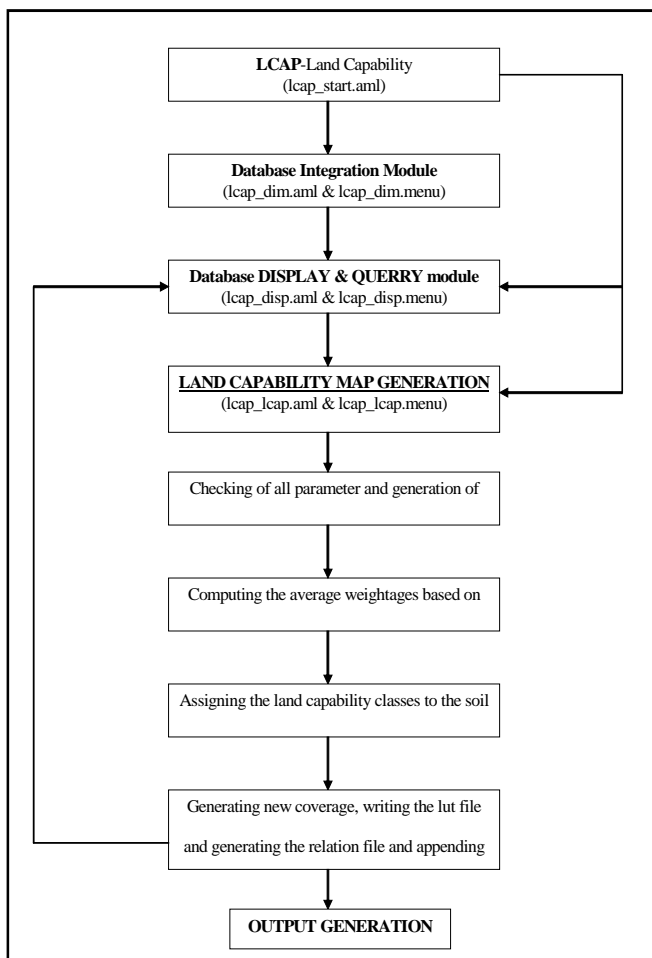 LCAP-Land Capability
(lcap_start.aml)
Database Integration Module
(lcap_dim.aml & lcap_dim.menu)
Database DISPLAY & QUERRY module
(lcap_disp.aml & lcap_disp.menu)
LAND CAPABILITY MAP GENERATION
(lcap_lcap.aml & lcap_lcap.menu)
Checking of all parameter and generation of
Computing the average weightages based on
Assigning the land capability classes to the soil
Generating new coverage, writing the lut file
and generating the relation file and appending
OUTPUT GENERATION